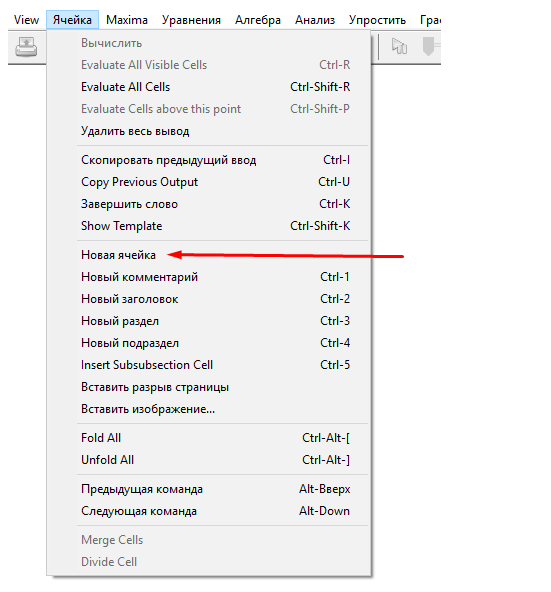 View Ячейка Maxima Уравнения Алгебра Анализ Упростить
Вычислить
Evaluate All Visible Cells Ctrl-R
Evaluate All Cells Ctrl-Shift-R
Evaluate Cells above this point Ctrl-Shift-P
Удалить весь вывод
Скопировать предыдущий ввод Ctrl-I
Copy Previous Output Ctrl-U
Завершить слово Ctrl-K
Show Template Ctrl-Shift-K
Новая ячейка
Новый комментарий Ctrl-1
Новый заголовок Ctrl-2
Новый раздел Ctrl-3
Новый подраздел Ctrl-4
Insert Subsubsection Cell Ctrl-5
Вставить разрыв страницы
Вставить изображение...
Fold All Ctrl-Alt-[
Unfold All Ctrl-Alt-]
Предыдущая команда Alt-Вверх
Следующая команда Alt-Down
Merge Cells
Divide Cell